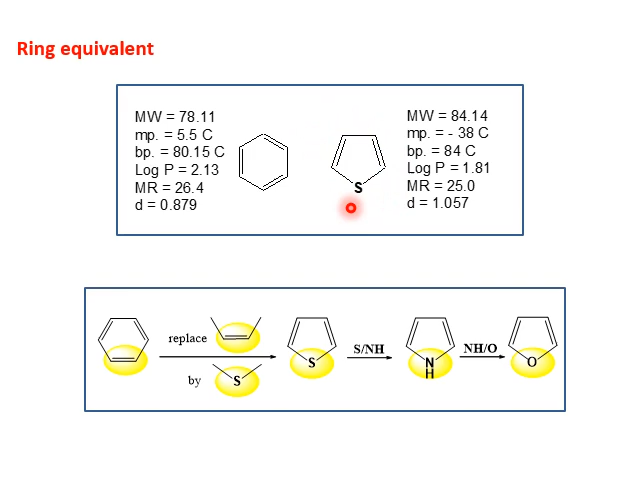 Ring equivalent
MW = 78.11
mp. = 5.5 C
bp. = 80.15 C
Log P = 2.13
MR = 26.4
d = 0.879
S
MW = 84.14
mp. = - 38 C
bp. = 84 C
Log P = 1.81
MR = 25.0
d = 1.057
replace
by
S
S
S/NH
N
H
NH/O
O